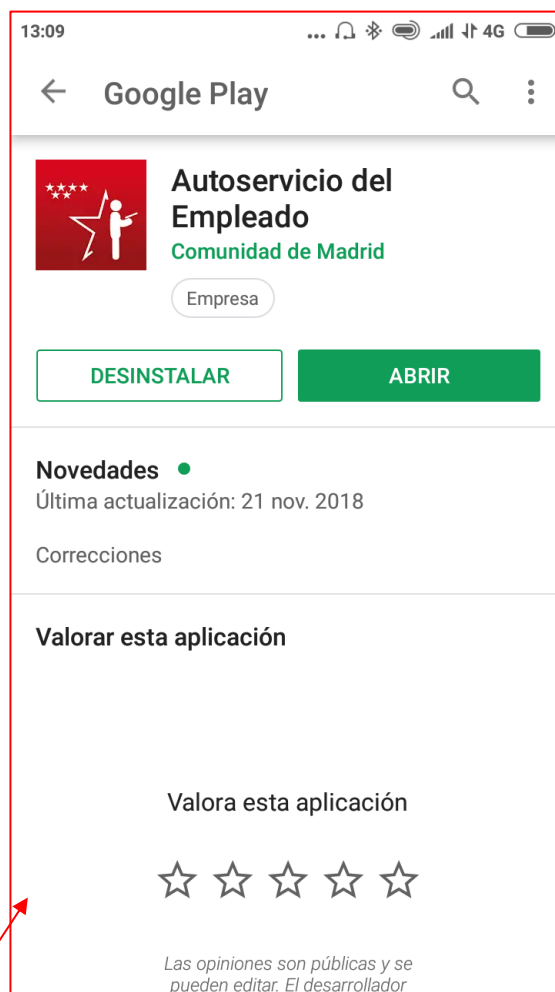 13:09
... 4G
Google Play
Autoservicio del
Empleado
Comunidad de Madrid
Empresa
DESINSTALAR
ABRIR
Novedades
Última actualización: 21 nov. 2018
Correcciones
Valorar esta aplicación
Valora esta aplicación
Las opiniones son públicas y se
pueden editar. El desarrollador